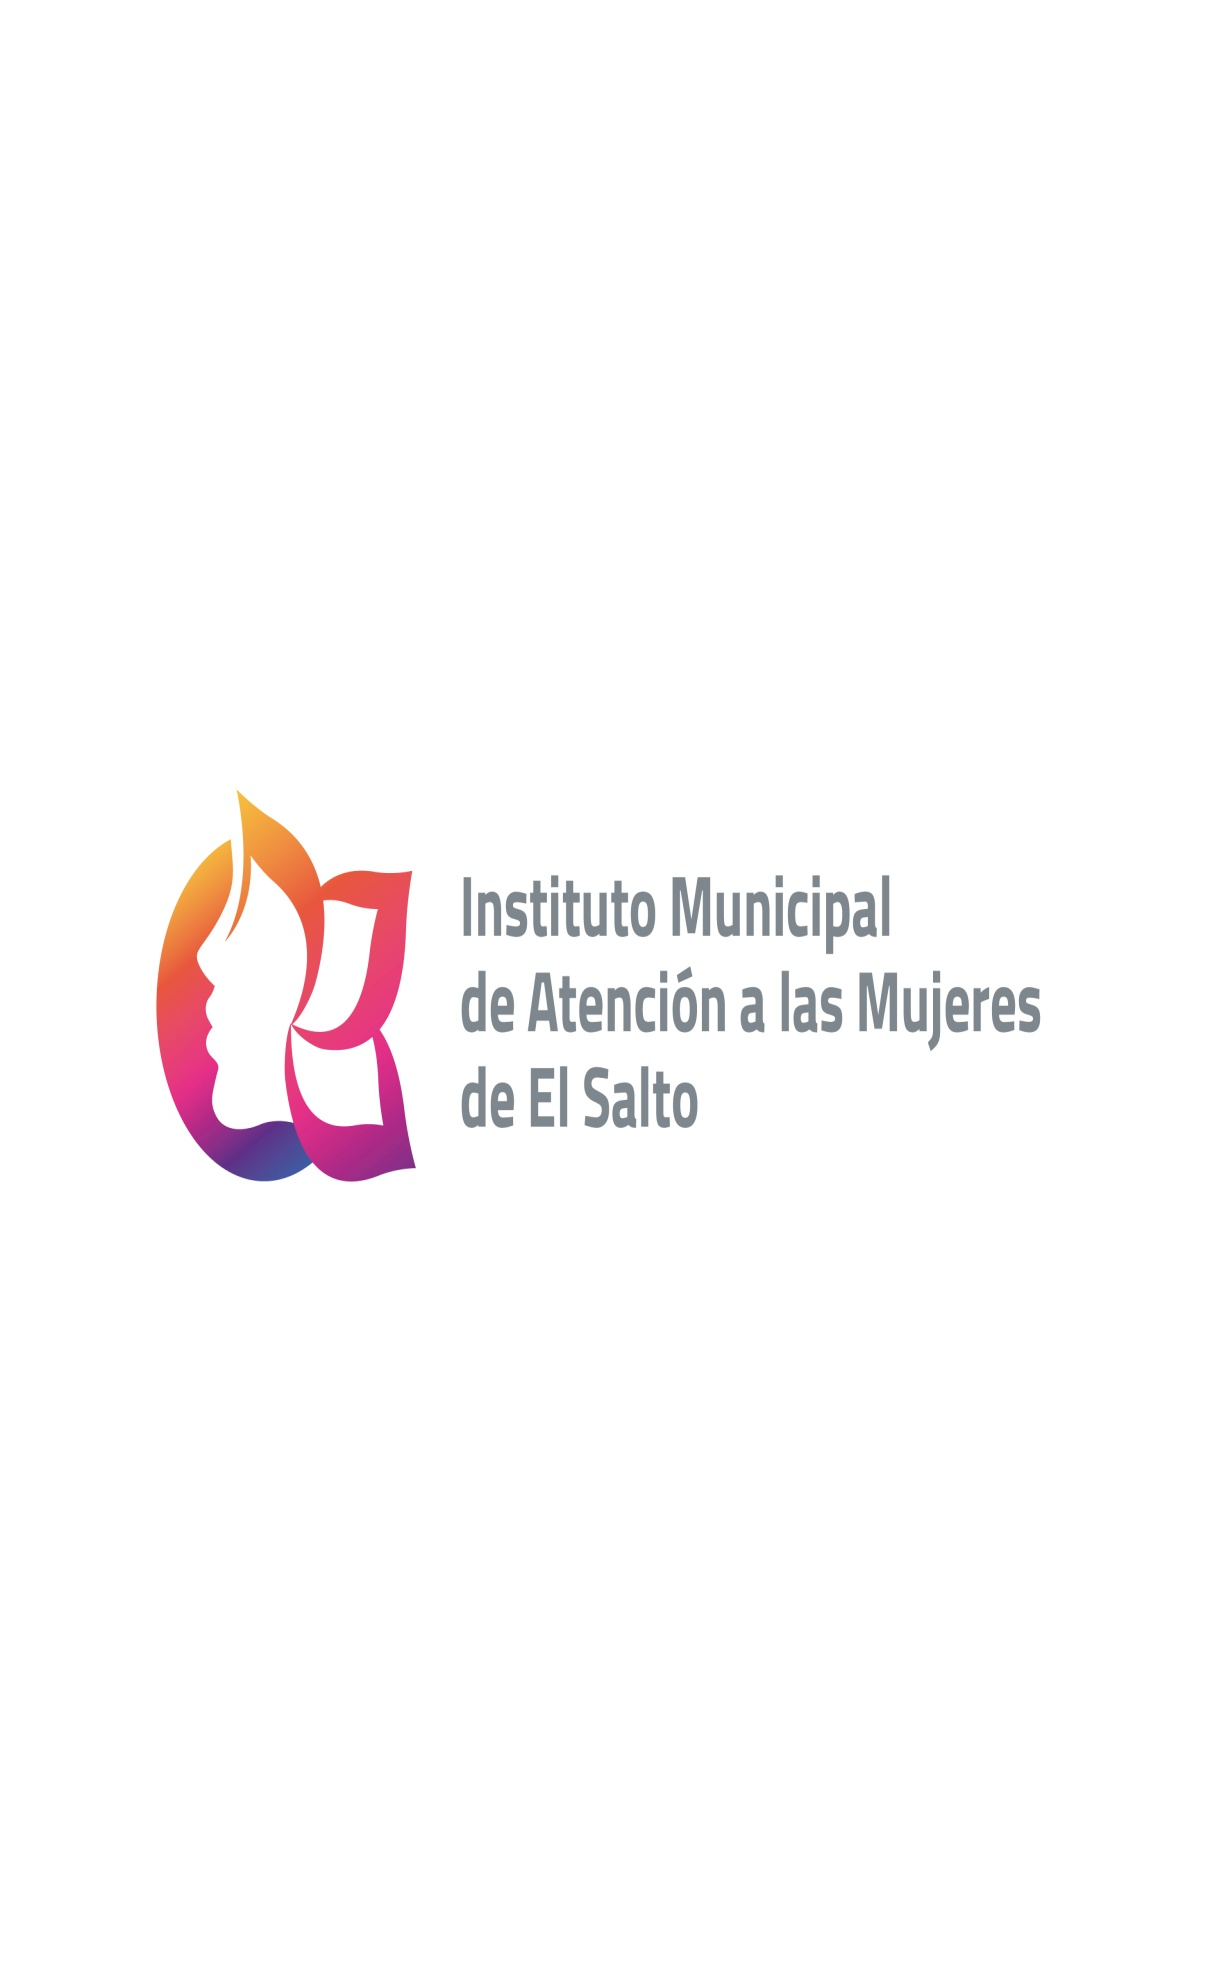 Instituto Municipal
de Atención a las Mujeres
de El Salto